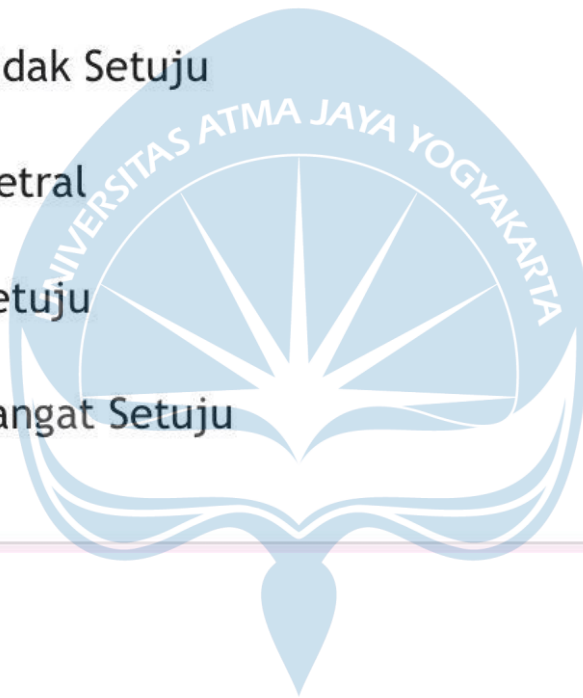 dak Setuju
UNIVERSITAS ATMA JAYA YOGYAKARTA
etral
etuju
angat Setuju